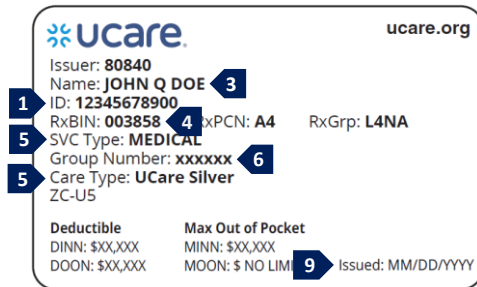 ucare. ucare.org
Issuer: 80840
Name: JOHN Q DOE 3
1 ID: 12345678900
RxBIN: 003858 4 xPCN: A4 RxGrp: L4NA
5 SVC Type: MEDICAL
Group Number: xxxxxx 6
5 Care Type: UCare Silver
ZC-U5
Deductible Max Out of Pocket
DINN: $XX,XXX MINN: $XX,XXX
DOON: $XX,XXX MOON: $ NO LIM 9 Issued: MM/DD/YYYY